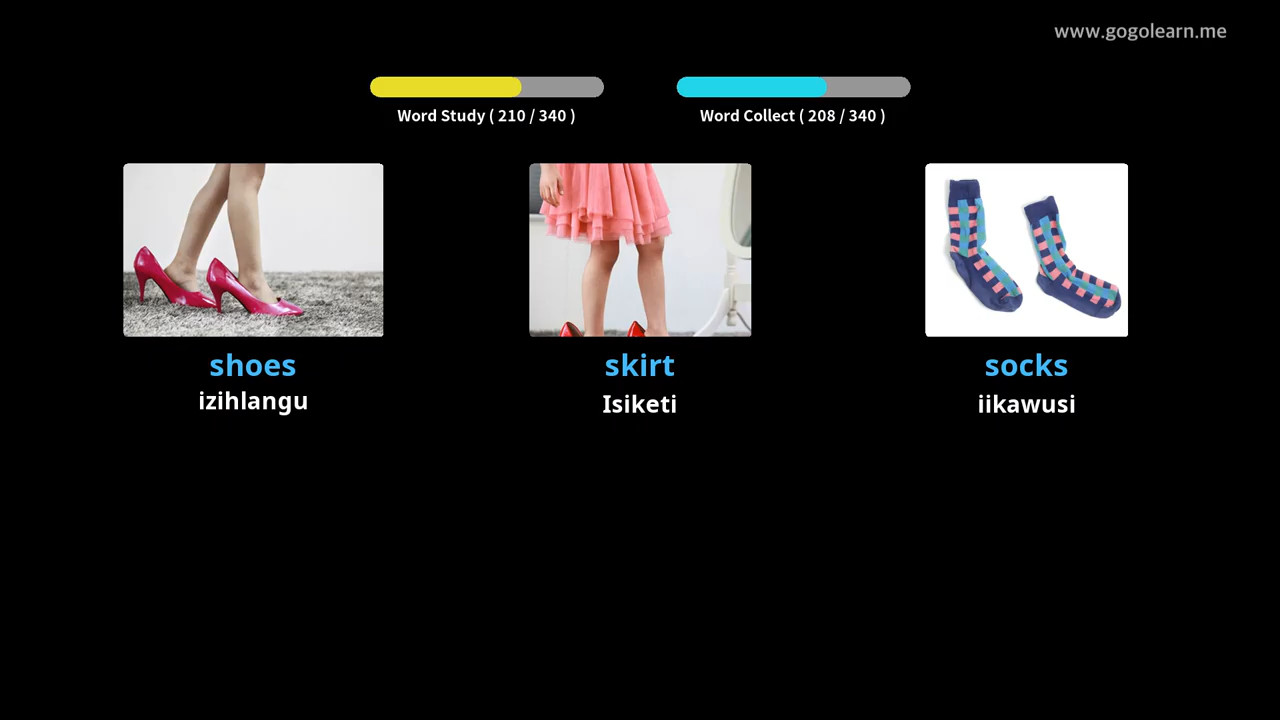 www.gogolearn.me
Word Study ( 210 / 340 )
Word Collect ( 208 / 340 )
shoes
izihlangu
skirt
Isiketi
socks
iikawusi